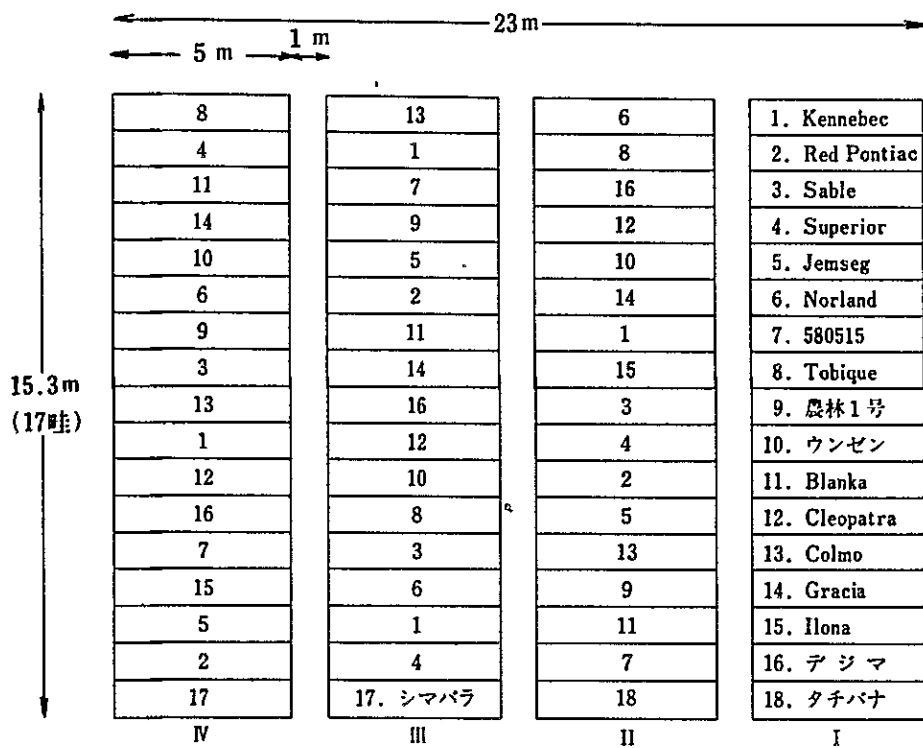 23m
5 m
1 m
15.3m
(17畦)
8
4
11
14
10
6
9
3
13
1
12
16
7
15
5
2
17
IV
13
1
7
9
5
2
11
14
16
12
10
8
3
6
1
4
17. シマバラ
III
6
8
16
12
10
14
1
15
3
4
2
5
13
9
11
7
18
II
1. Kennebec
2. Red Pontiac
3. Sable
4. Superior
5. Jemseg
6. Norland
7. 580515
8. Tobique
9. 農林1号
10. ウンゼン
11. Blanka
12. Cleopatra
13. Colmo
14. Gracia
15. Ilona
16. デジマ
18. タチバナ
I